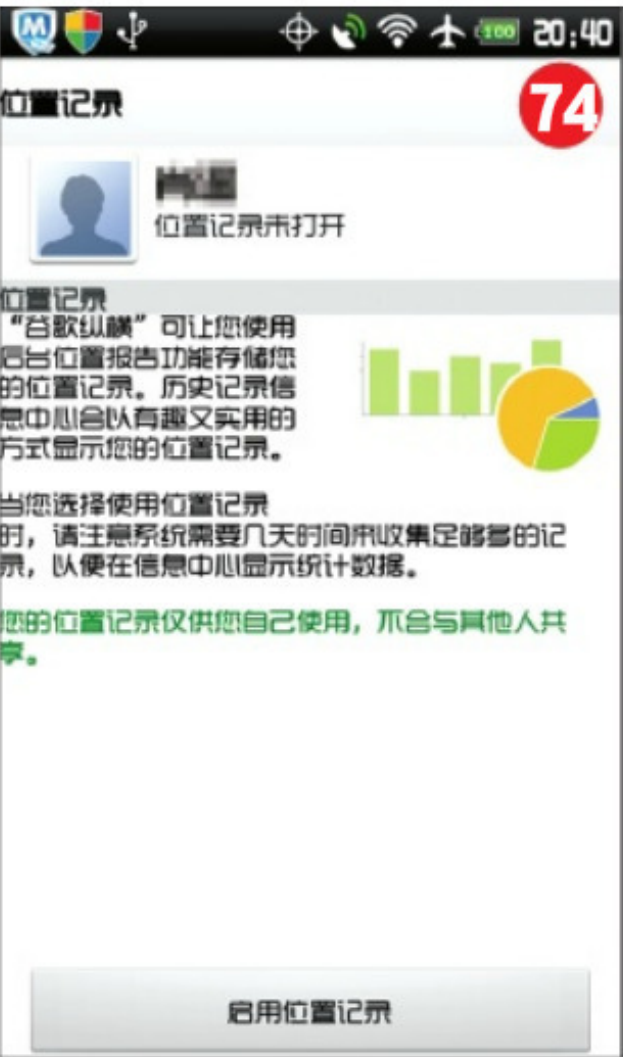 100 20:40
位置记录
74
位置记录未打开
位置记录
“谷歌纵横”可让您使用
后台位置报告功能存储您
的位置记录。历史记录信
息中心会以有趣又实用的
方式显示您的位置记录。
当您选择使用位置记录
时，请注意系统需要几天时间来收集足够多的记
录，以便在信息中心显示统计数据。
您的位置记录仅供您自己使用，不会与其他人共
享。
启用位置记录